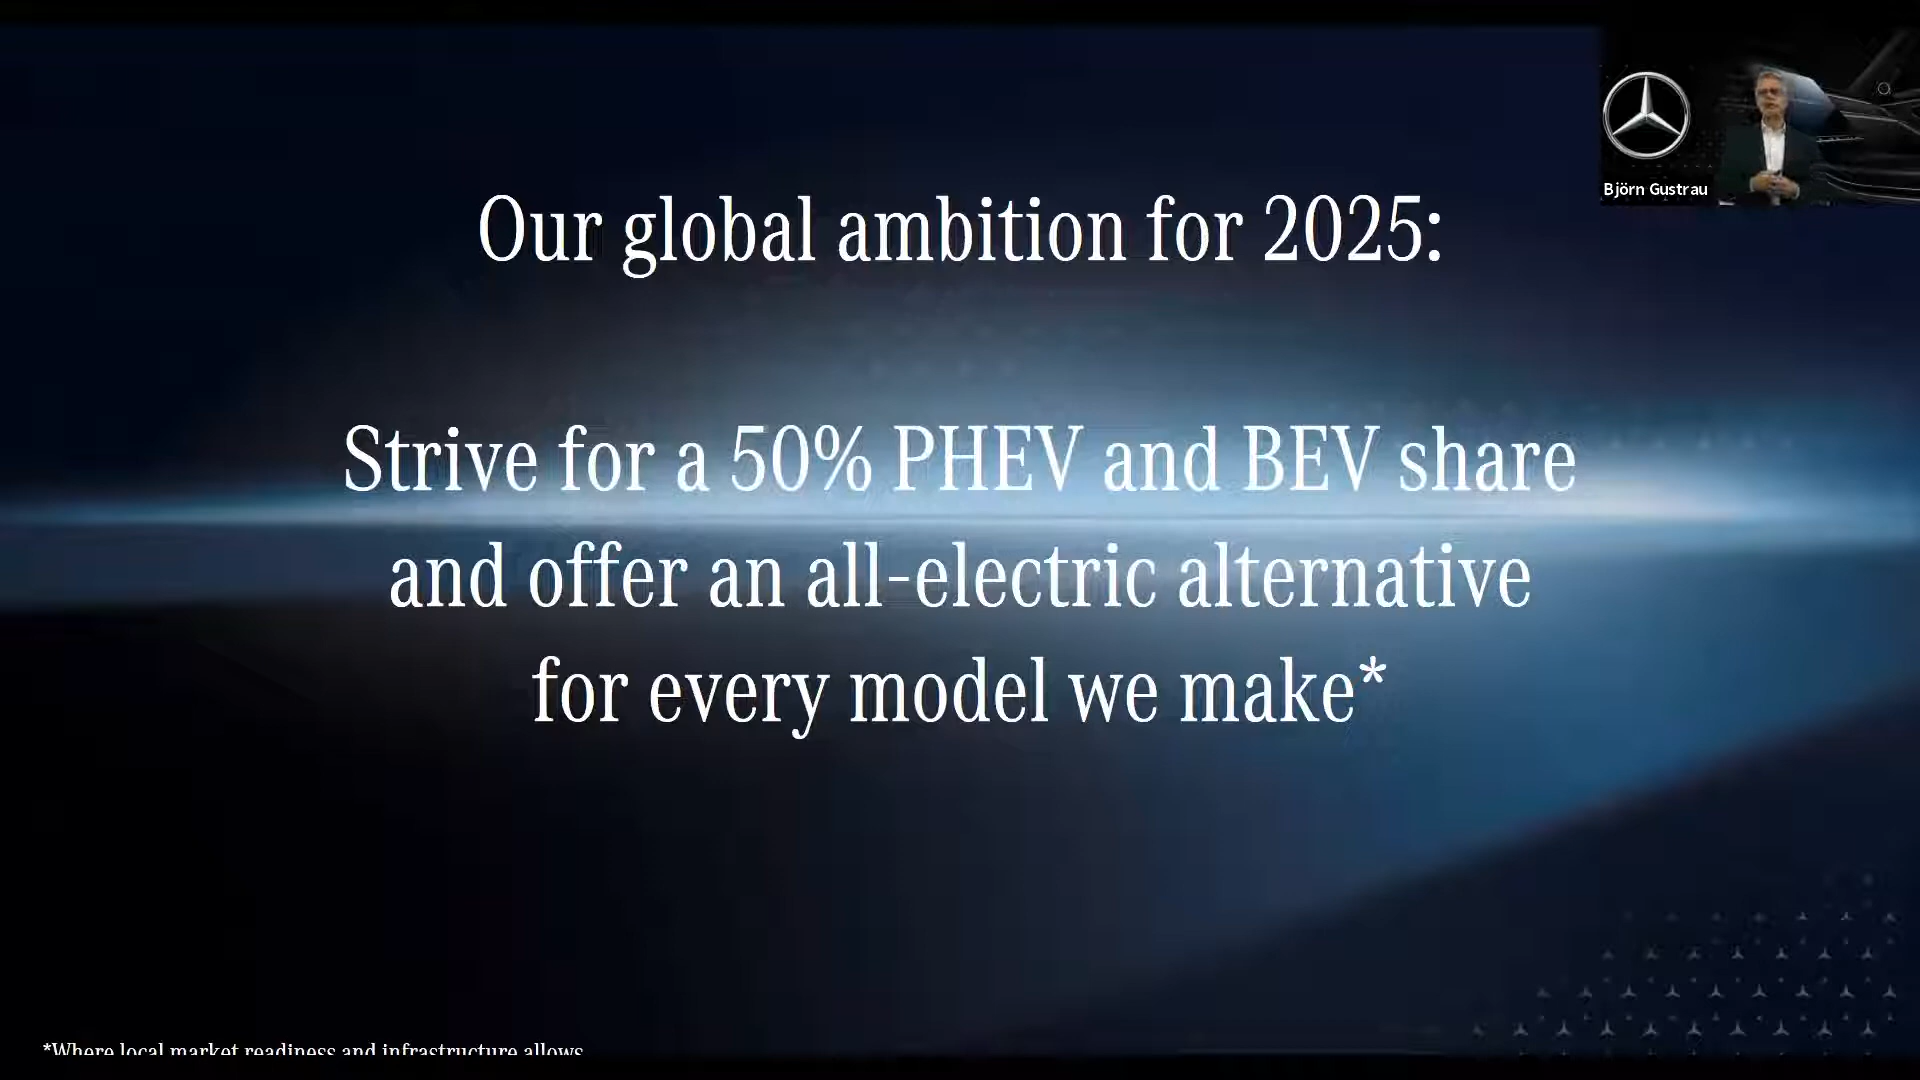 Björn Gustrau
Our global ambition for 2025:
Strive for a 50% PHEV and BEV share
and offer an all-electric alternative
for every model we make*
*Where local market readiness and infrastructure allows